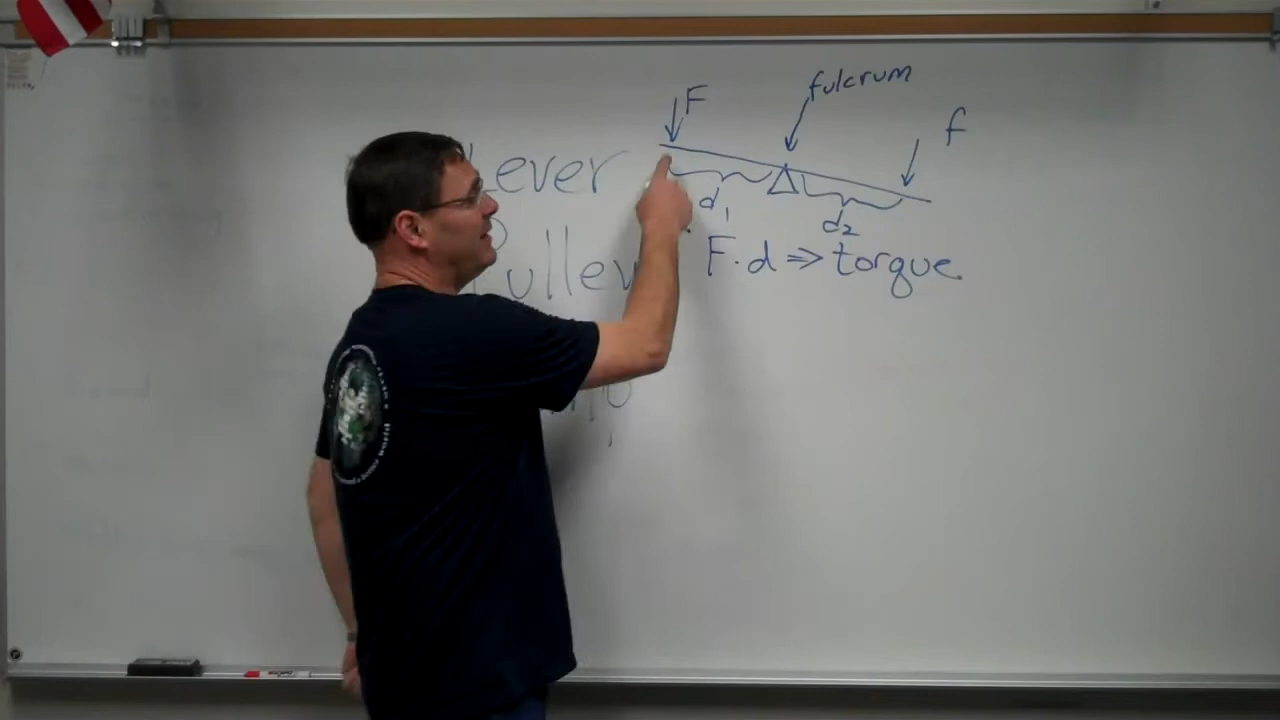 F
fulcrum
f
Lever
d1
d2
Pulley
F·d ⇒ torque